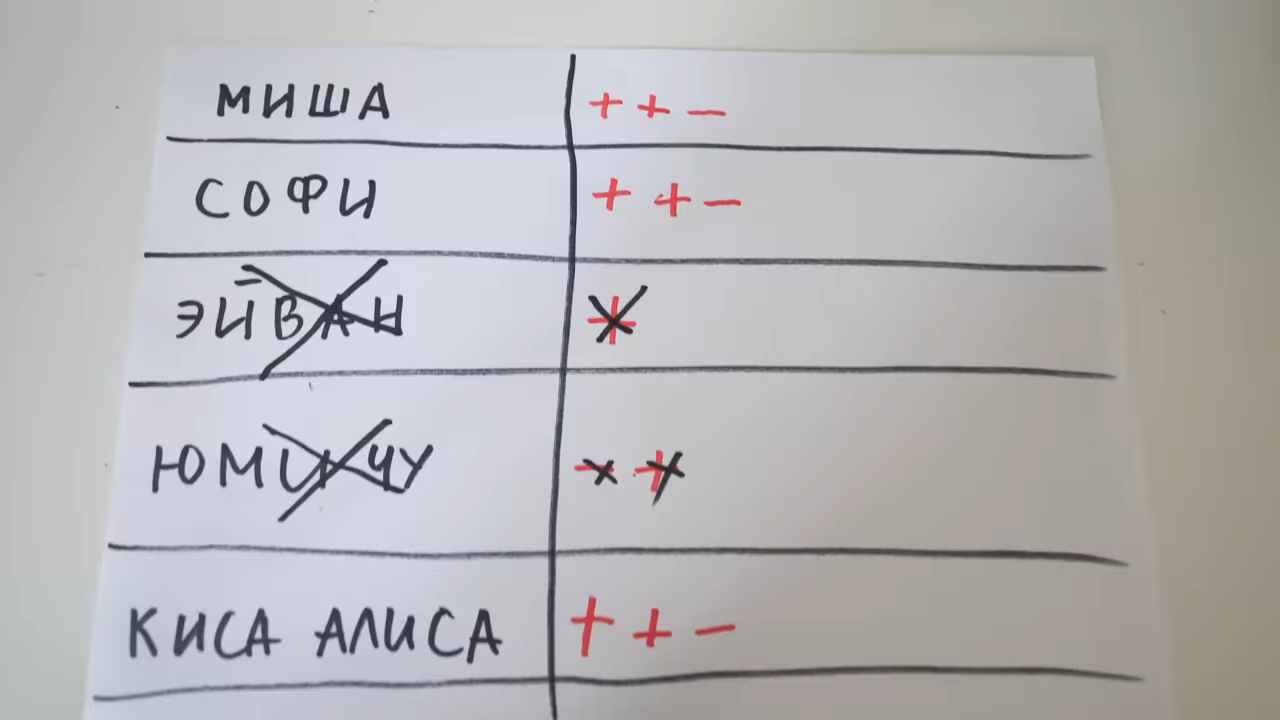 МИША + + −
СОФИ + + −
ЭЙВАН +
ЮМИЧУ − +
КИСА АЛИСА + + −